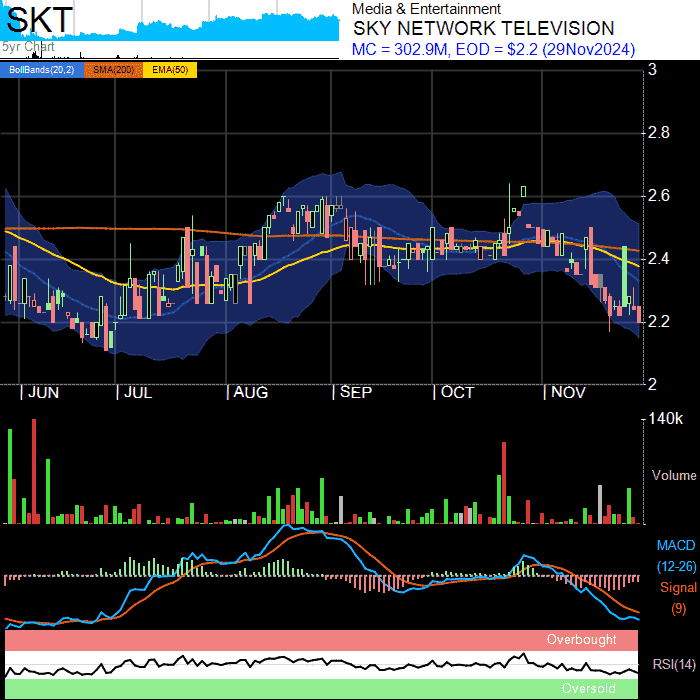 SKT
5yr Chart
Media & Entertainment
SKY NETWORK TELEVISION
MC = 302.9M, EOD = $2.2 (29Nov2024)
BollBands(20,2) SMA(200) EMA(50)
3
2.8
2.6
2.4
2.2
2
JUN JUL AUG SEP OCT NOV
140k
Volume
MACD
(12-26)
Signal
(9)
Overbought
RSI(14)
Oversold